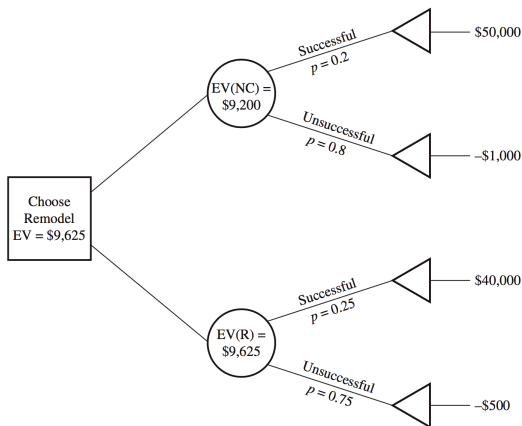 Successful
p = 0.2
$50,000
EV(NC) =
$9,200
Unsuccessful
p = 0.8
–$1,000
Choose
Remodel
EV = $9,625
Successful
p = 0.25
$40,000
EV(R) =
$9,625
Unsuccessful
p = 0.75
–$500